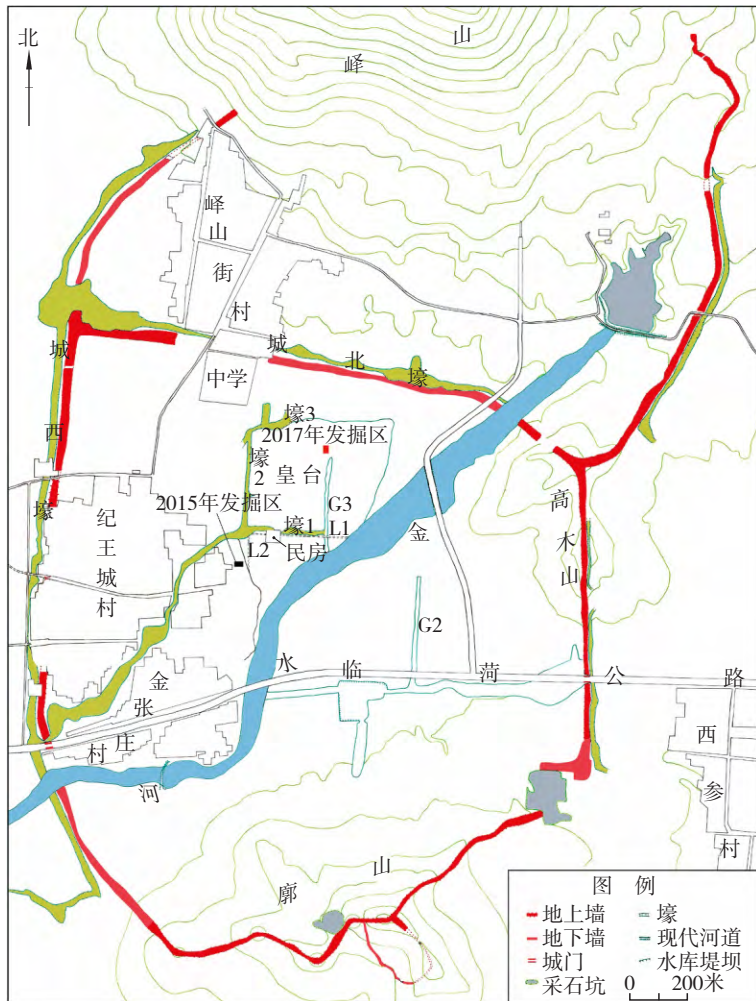 北
峄山
峄山街村
城北壕
中学
城西壕
壕3
2017年发掘区
壕2
皇台
2015年发掘区
G3
壕1
L1
L2
民房
纪王城村
高木山
金水河
G2
临菏公路
金张庄村
西参村
廓山
图 例
地上墙
地下墙
城门
采石坑
壕
现代河道
水库堤坝
0 200米